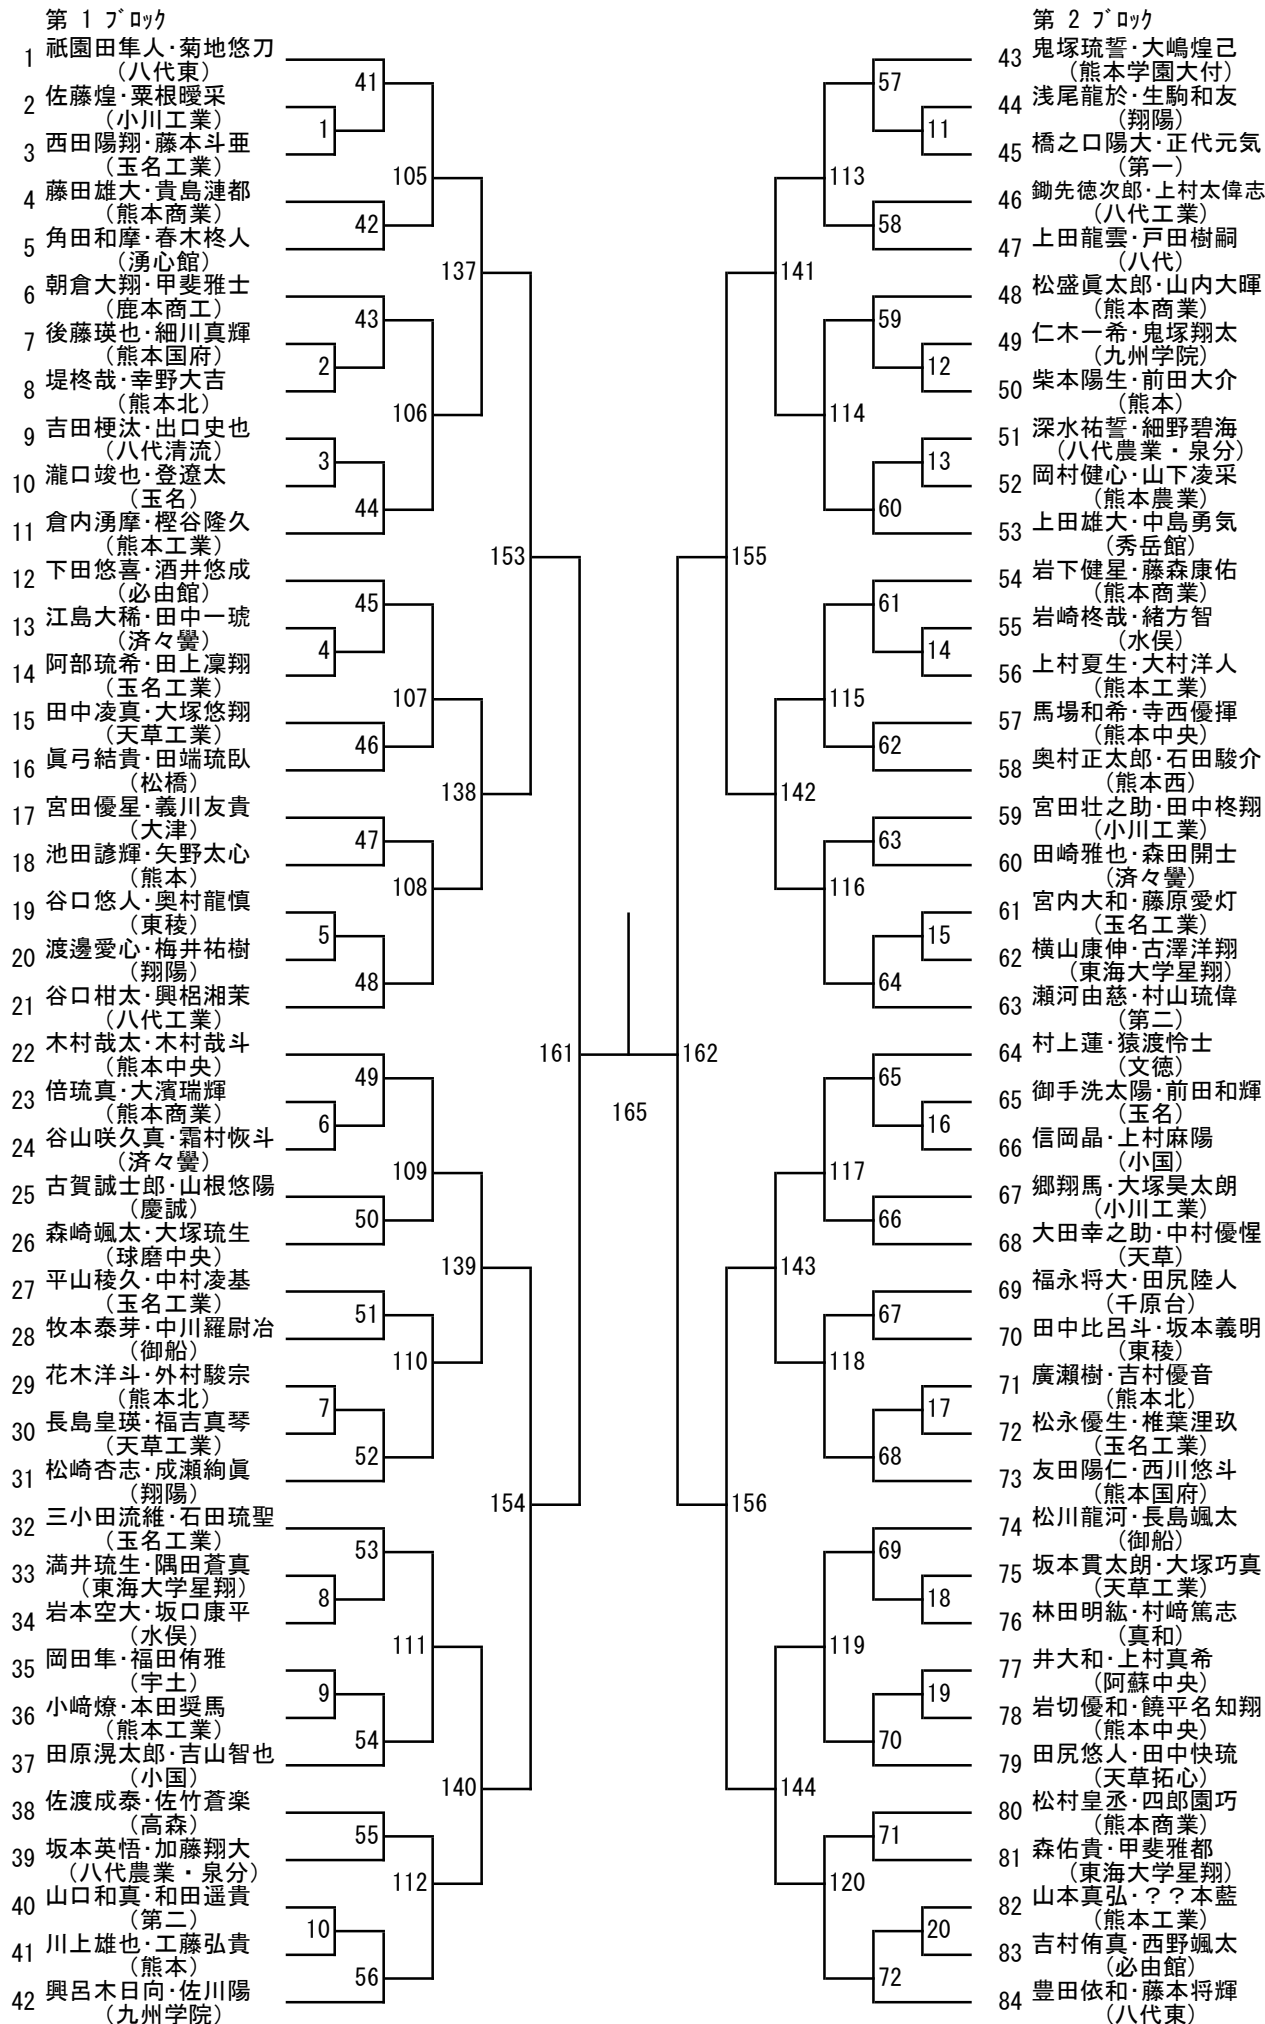 第 1 ﾌﾞﾛｯｸ
1 祇園田隼人・菊地悠刀
(八代東)
2 佐藤煌・粟根曖采
(小川工業)
3 西田陽翔・藤本斗亜
(玉名工業)
4 藤田雄大・貴島漣都
(熊本商業)
5 角田和摩・春木柊人
(湧心館)
6 朝倉大翔・甲斐雅士
(鹿本商工)
7 後藤瑛也・細川真輝
(熊本国府)
8 堤柊哉・幸野大吉
(熊本北)
9 吉田梗汰・出口史也
(八代清流)
10 瀧口竣也・登遼太
(玉名)
11 倉内湧摩・樫谷隆久
(熊本工業)
12 下田悠喜・酒井悠成
(必由館)
13 江島大稀・田中一琥
(済々黌)
14 阿部琉希・田上凜翔
(玉名工業)
15 田中凌真・大塚悠翔
(天草工業)
16 眞弓結貴・田端琉臥
(松橋)
17 宮田優星・義川友貴
(大津)
18 池田諺輝・矢野太心
(熊本)
19 谷口悠人・奥村龍慎
(東稜)
20 渡邊愛心・梅井祐樹
(翔陽)
21 谷口柑太・興梠湘茉
(八代工業)
22 木村哉太・木村哉斗
(熊本中央)
23 倍琉真・大濱瑞輝
(熊本商業)
24 谷山咲久真・霜村恢斗
(済々黌)
25 古賀誠士郎・山根悠陽
(慶誠)
26 森崎颯太・大塚琉生
(球磨中央)
27 平山稜久・中村凌基
(玉名工業)
28 牧本泰芽・中川羅尉冶
(御船)
29 花木洋斗・外村駿宗
(熊本北)
30 長島皇瑛・福吉真琴
(天草工業)
31 松崎杏志・成瀬絢眞
(翔陽)
32 三小田流維・石田琉聖
(玉名工業)
33 満井琉生・隅田蒼真
(東海大学星翔)
34 岩本空大・坂口康平
(水俣)
35 岡田隼・福田侑雅
(宇土)
36 小﨑燎・本田奨馬
(熊本工業)
37 田原滉太郎・吉山智也
(小国)
38 佐渡成泰・佐竹蒼楽
(高森)
39 坂本英悟・加藤翔大
(八代農業・泉分)
40 山口和真・和田遥貴
(第二)
41 川上雄也・工藤弘貴
(熊本)
42 興呂木日向・佐川陽
(九州学院)
41
1
105
42
137
43
2
106
3
44
153
45
4
107
46
138
47
108
5
48
161
49
6
109
50
139
51
110
7
52
154
53
8
111
9
54
140
55
112
10
56
165
162
57
11
113
58
141
59
12
114
13
60
155
61
14
115
62
142
63
116
15
64
65
16
117
66
143
67
118
17
68
156
69
18
119
19
70
144
71
120
20
72
第 2 ﾌﾞﾛｯｸ
43 鬼塚琉誓・大嶋煌己
(熊本学園大付)
44 浅尾龍於・生駒和友
(翔陽)
45 橋之口陽大・正代元気
(第一)
46 鋤先徳次郎・上村太偉志
(八代工業)
47 上田龍雲・戸田樹嗣
(八代)
48 松盛眞太郎・山内大暉
(熊本商業)
49 仁木一希・鬼塚翔太
(九州学院)
50 柴本陽生・前田大介
(熊本)
51 深水祐誓・細野碧海
(八代農業・泉分)
52 岡村健心・山下凌采
(熊本農業)
53 上田雄大・中島勇気
(秀岳館)
54 岩下健星・藤森康佑
(熊本商業)
55 岩崎柊哉・緒方智
(水俣)
56 上村夏生・大村洋人
(熊本工業)
57 馬場和希・寺西優揮
(熊本中央)
58 奥村正太郎・石田駿介
(熊本西)
59 宮田壮之助・田中柊翔
(小川工業)
60 田崎雅也・森田開士
(済々黌)
61 宮内大和・藤原愛灯
(玉名工業)
62 横山康伸・古澤洋翔
(東海大学星翔)
63 瀬河由慈・村山琉偉
(第二)
64 村上蓮・猿渡怜士
(文徳)
65 御手洗太陽・前田和輝
(玉名)
66 信岡晶・上村麻陽
(小国)
67 郷翔馬・大塚昊太朗
(小川工業)
68 大田幸之助・中村優惺
(天草)
69 福永将大・田尻陸人
(千原台)
70 田中比呂斗・坂本義明
(東稜)
71 廣瀬樹・吉村優音
(熊本北)
72 松永優生・椎葉浬玖
(玉名工業)
73 友田陽仁・西川悠斗
(熊本国府)
74 松川龍河・長島颯太
(御船)
75 坂本貫太朗・大塚巧真
(天草工業)
76 林田明紘・村﨑篤志
(真和)
77 井大和・上村真希
(阿蘇中央)
78 岩切優和・饒平名知翔
(熊本中央)
79 田尻悠人・田中快琉
(天草拓心)
80 松村皇丞・四郎園巧
(熊本商業)
81 森佑貴・甲斐雅都
(東海大学星翔)
82 山本真弘・？？本藍
(熊本工業)
83 吉村侑真・西野颯太
(必由館)
84 豊田依和・藤本将輝
(八代東)